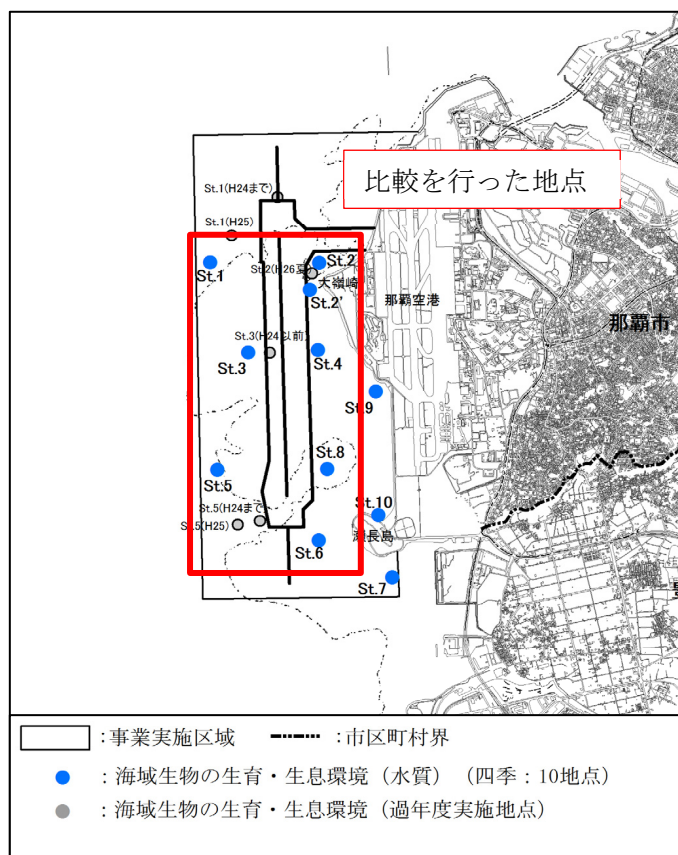 比較を行った地点
St.1(H24まで)
St.1(H25)
St.1
St.2(H26夏)
St.2
大嶺崎
St.2'
那覇空港
那覇市
St.3(H24以前)
St.3
St.4
St.9
St.5
St.8
St.5(H24まで)
St.5(H25)
St.10
瀬長島
St.6
St.7
：事業実施区域 ：市区町村界
：海域生物の生育・生息環境（水質）（四季：10地点）
：海域生物の生育・生息環境（過年度実施地点）